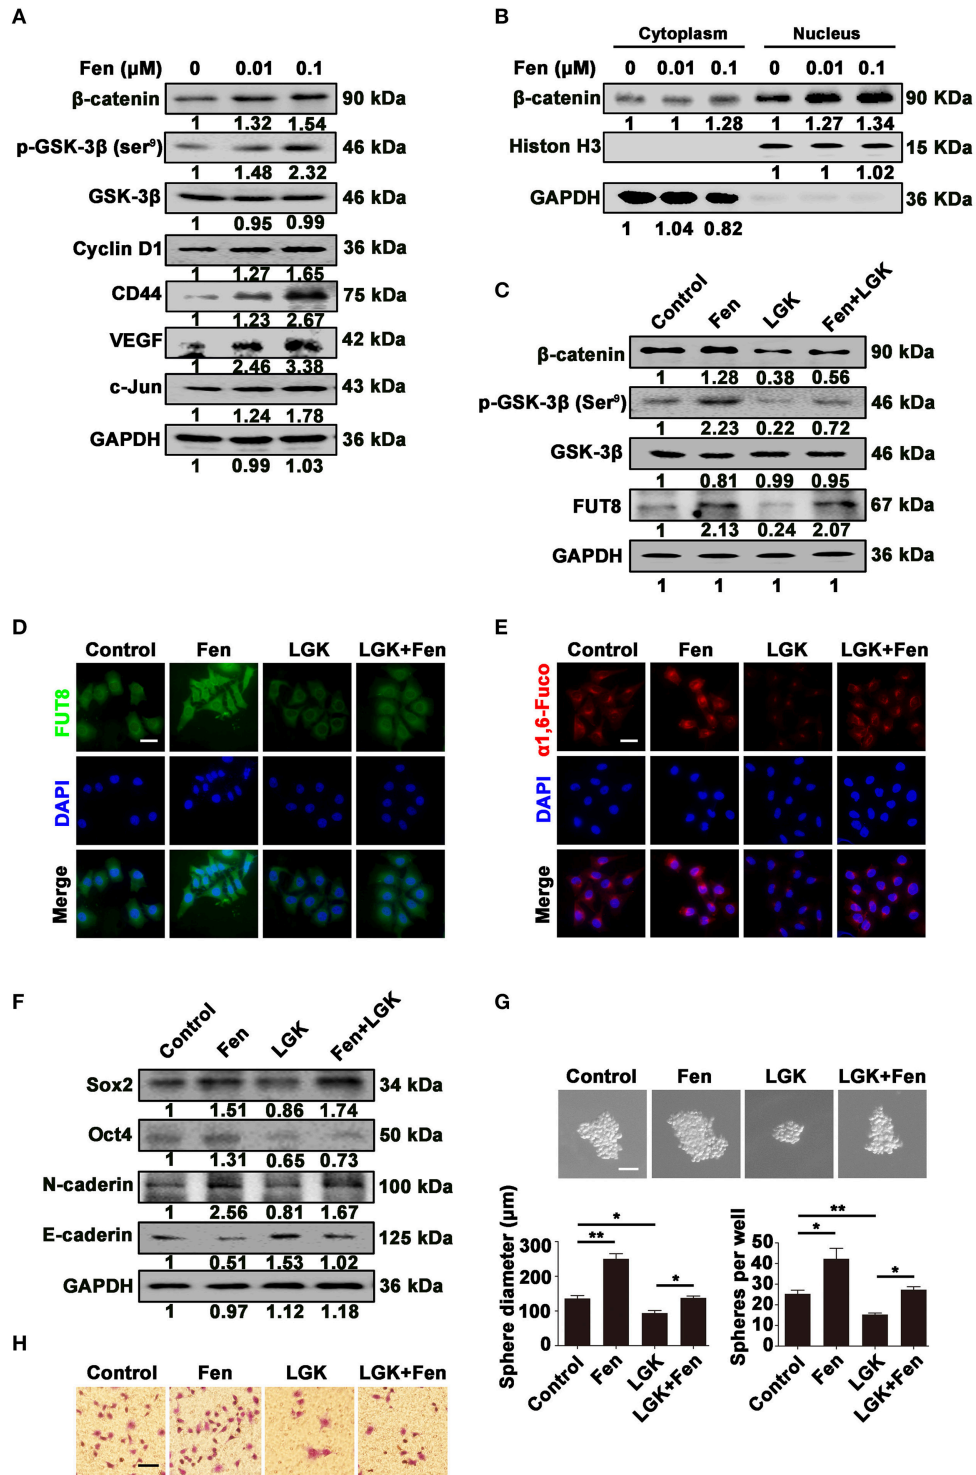 A
Fen (µM) 0 0.01 0.1
β-catenin 90 kDa
1 1.32 1.54
p-GSK-3β (ser⁹) 46 kDa
1 1.48 2.32
GSK-3β 46 kDa
1 0.95 0.99
Cyclin D1 36 kDa
1 1.27 1.65
CD44 75 kDa
1 1.23 2.67
VEGF 42 kDa
1 2.46 3.38
c-Jun 43 kDa
1 1.24 1.78
GAPDH 36 kDa
1 0.99 1.03
B
Cytoplasm Nucleus
Fen (µM) 0 0.01 0.1 0 0.01 0.1
β-catenin 90 KDa
1 1 1.28 1 1.27 1.34
Histon H3 15 KDa
1 1 1.02
GAPDH 36 KDa
1 1.04 0.82
C
Control Fen LGK Fen+LGK
β-catenin 90 kDa
1 1.28 0.38 0.56
p-GSK-3β (Ser⁹) 46 kDa
1 2.23 0.22 0.72
GSK-3β 46 kDa
1 0.81 0.99 0.95
FUT8 67 kDa
1 2.13 0.24 2.07
GAPDH 36 kDa
1 1 1 1
D
Control Fen LGK LGK+Fen
FUT8
DAPI
Merge
E
Control Fen LGK LGK+Fen
α1,6-Fuco
DAPI
Merge
F
Control Fen LGK Fen+LGK
Sox2 34 kDa
1 1.51 0.86 1.74
Oct4 50 kDa
1 1.31 0.65 0.73
N-caderin 100 kDa
1 2.56 0.81 1.67
E-caderin 125 kDa
1 0.51 1.53 1.02
GAPDH 36 kDa
1 0.97 1.12 1.18
G
Control Fen LGK LGK+Fen
Sphere diameter (µm)
300
200
100
0
*
**
*
Control Fen LGK LGK+Fen
Spheres per well
50
40
30
20
10
0
**
*
*
Control Fen LGK LGK+Fen
H
Control Fen LGK LGK+Fen